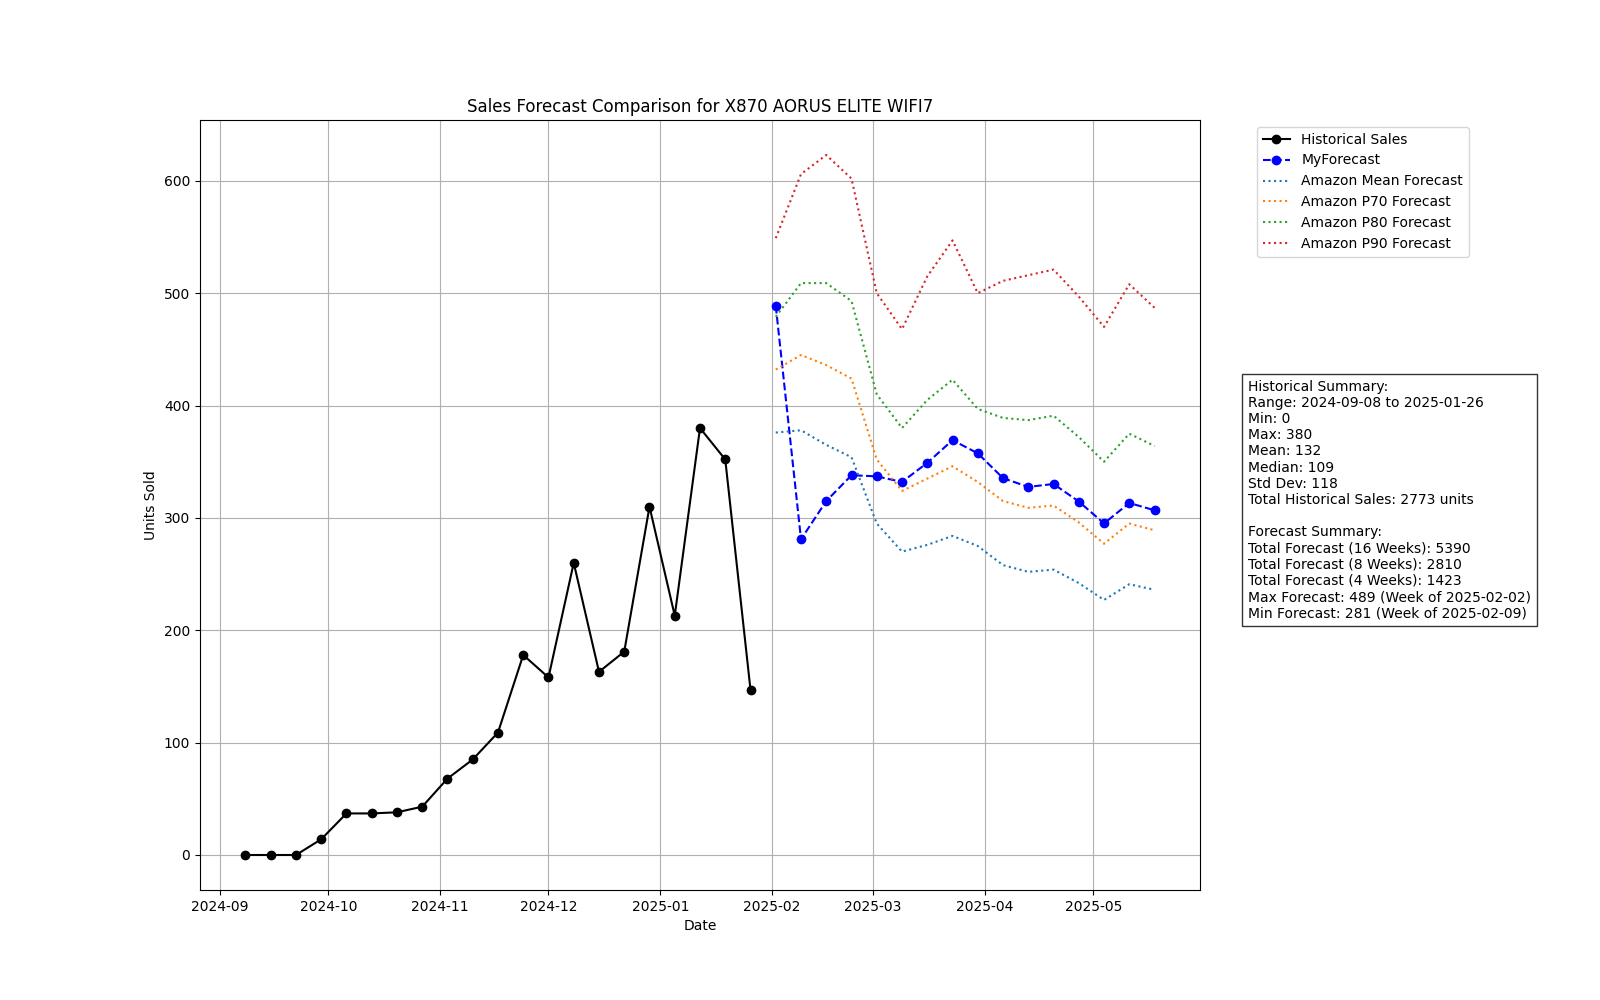 Sales Forecast Comparison for X870 AORUS ELITE WIFI7
Units Sold
600
500
400
300
200
100
0
2024-09
2024-10
2024-11
2024-12
2025-01
2025-02
2025-03
2025-04
2025-05
Date
Historical Sales
MyForecast
Amazon Mean Forecast
Amazon P70 Forecast
Amazon P80 Forecast
Amazon P90 Forecast
Historical Summary:
Range: 2024-09-08 to 2025-01-26
Min: 0
Max: 380
Mean: 132
Median: 109
Std Dev: 118
Total Historical Sales: 2773 units
Forecast Summary:
Total Forecast (16 Weeks): 5390
Total Forecast (8 Weeks): 2810
Total Forecast (4 Weeks): 1423
Max Forecast: 489 (Week of 2025-02-02)
Min Forecast: 281 (Week of 2025-02-09)